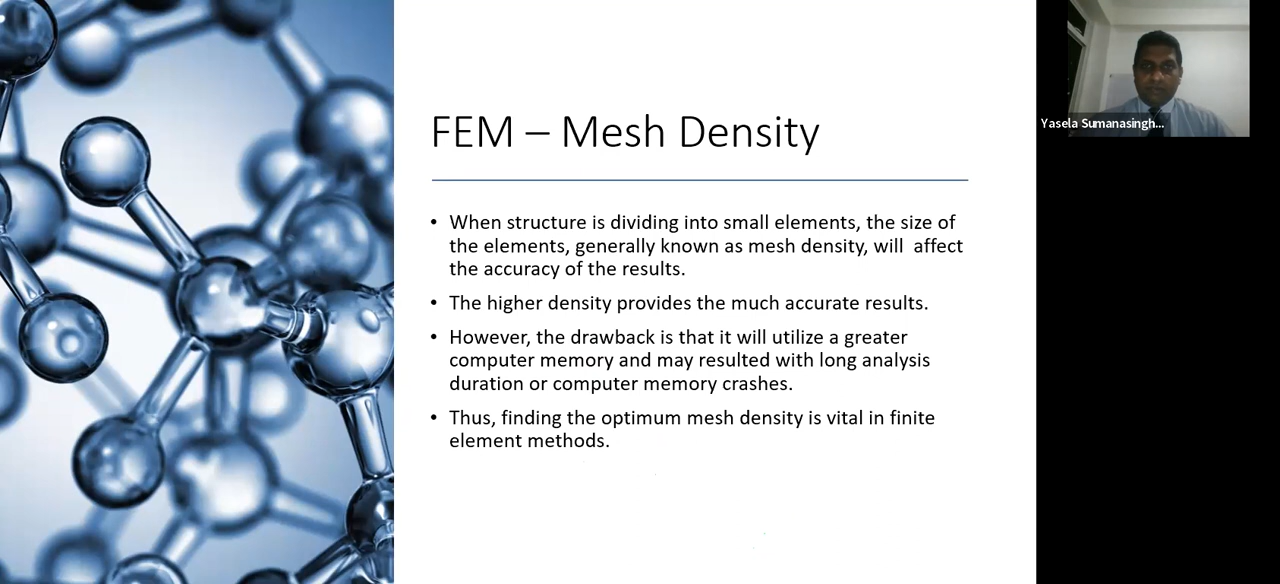 FEM – Mesh Density
• When structure is dividing into small elements, the size of
the elements, generally known as mesh density, will  affect
the accuracy of the results.
• The higher density provides the much accurate results.
• However, the drawback is that it will utilize a greater
computer memory and may resulted with long analysis
duration or computer memory crashes.
• Thus, finding the optimum mesh density is vital in finite
element methods.
Yasela Sumanasingh...